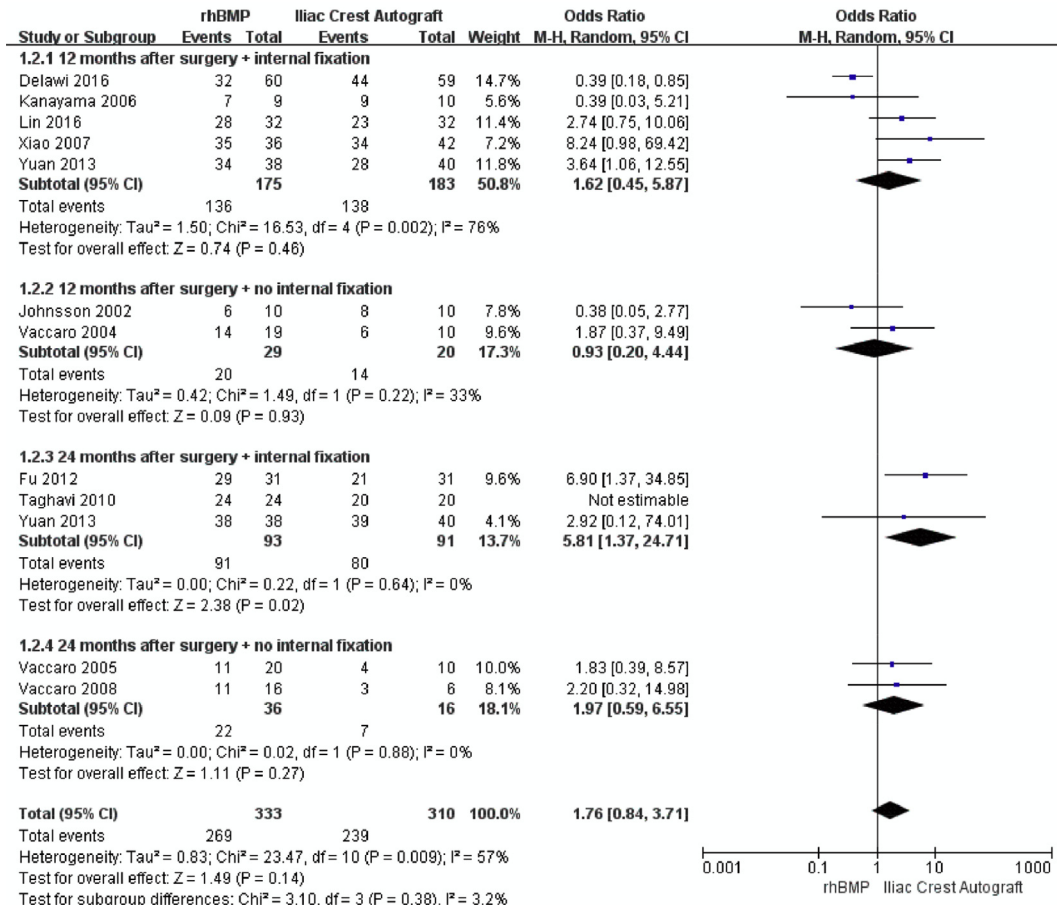 rhBMP Iliac Crest Autograft Odds Ratio Odds Ratio
Study or Subgroup Events Total Events Total Weight M-H, Random, 95% CI M-H, Random, 95% CI
1.2.1 12 months after surgery + internal fixation
Delawi 2016 32 60 44 59 14.7% 0.39 [0.18, 0.85]
Kanayama 2006 7 9 9 10 5.6% 0.39 [0.03, 5.21]
Lin 2016 28 32 23 32 11.4% 2.74 [0.75, 10.06]
Xiao 2007 35 36 34 42 7.2% 8.24 [0.98, 69.42]
Yuan 2013 34 38 28 40 11.8% 3.64 [1.06, 12.55]
Subtotal (95% CI) 175 183 50.8% 1.62 [0.45, 5.87]
Total events 136 138
Heterogeneity: Tau² = 1.50; Chi² = 16.53, df = 4 (P = 0.002); I² = 76%
Test for overall effect: Z = 0.74 (P = 0.46)
1.2.2 12 months after surgery + no internal fixation
Johnsson 2002 6 10 8 10 7.8% 0.38 [0.05, 2.77]
Vaccaro 2004 14 19 6 10 9.6% 1.87 [0.37, 9.49]
Subtotal (95% CI) 29 20 17.3% 0.93 [0.20, 4.44]
Total events 20 14
Heterogeneity: Tau² = 0.42; Chi² = 1.49, df = 1 (P = 0.22); I² = 33%
Test for overall effect: Z = 0.09 (P = 0.93)
1.2.3 24 months after surgery + internal fixation
Fu 2012 29 31 21 31 9.6% 6.90 [1.37, 34.85]
Taghavi 2010 24 24 20 20 Not estimable
Yuan 2013 38 38 39 40 4.1% 2.92 [0.12, 74.01]
Subtotal (95% CI) 93 91 13.7% 5.81 [1.37, 24.71]
Total events 91 80
Heterogeneity: Tau² = 0.00; Chi² = 0.22, df = 1 (P = 0.64); I² = 0%
Test for overall effect: Z = 2.38 (P = 0.02)
1.2.4 24 months after surgery + no internal fixation
Vaccaro 2005 11 20 4 10 10.0% 1.83 [0.39, 8.57]
Vaccaro 2008 11 16 3 6 8.1% 2.20 [0.32, 14.98]
Subtotal (95% CI) 36 16 18.1% 1.97 [0.59, 6.55]
Total events 22 7
Heterogeneity: Tau² = 0.00; Chi² = 0.02, df = 1 (P = 0.88); I² = 0%
Test for overall effect: Z = 1.11 (P = 0.27)
Total (95% CI) 333 310 100.0% 1.76 [0.84, 3.71]
Total events 269 239
Heterogeneity: Tau² = 0.83; Chi² = 23.47, df = 10 (P = 0.009); I² = 57%
Test for overall effect: Z = 1.49 (P = 0.14)
Test for subgroup differences: Chi² = 3.10, df = 3 (P = 0.38), I² = 3.2%
0.001 0.1 1 10 1000
rhBMP Iliac Crest Autograft